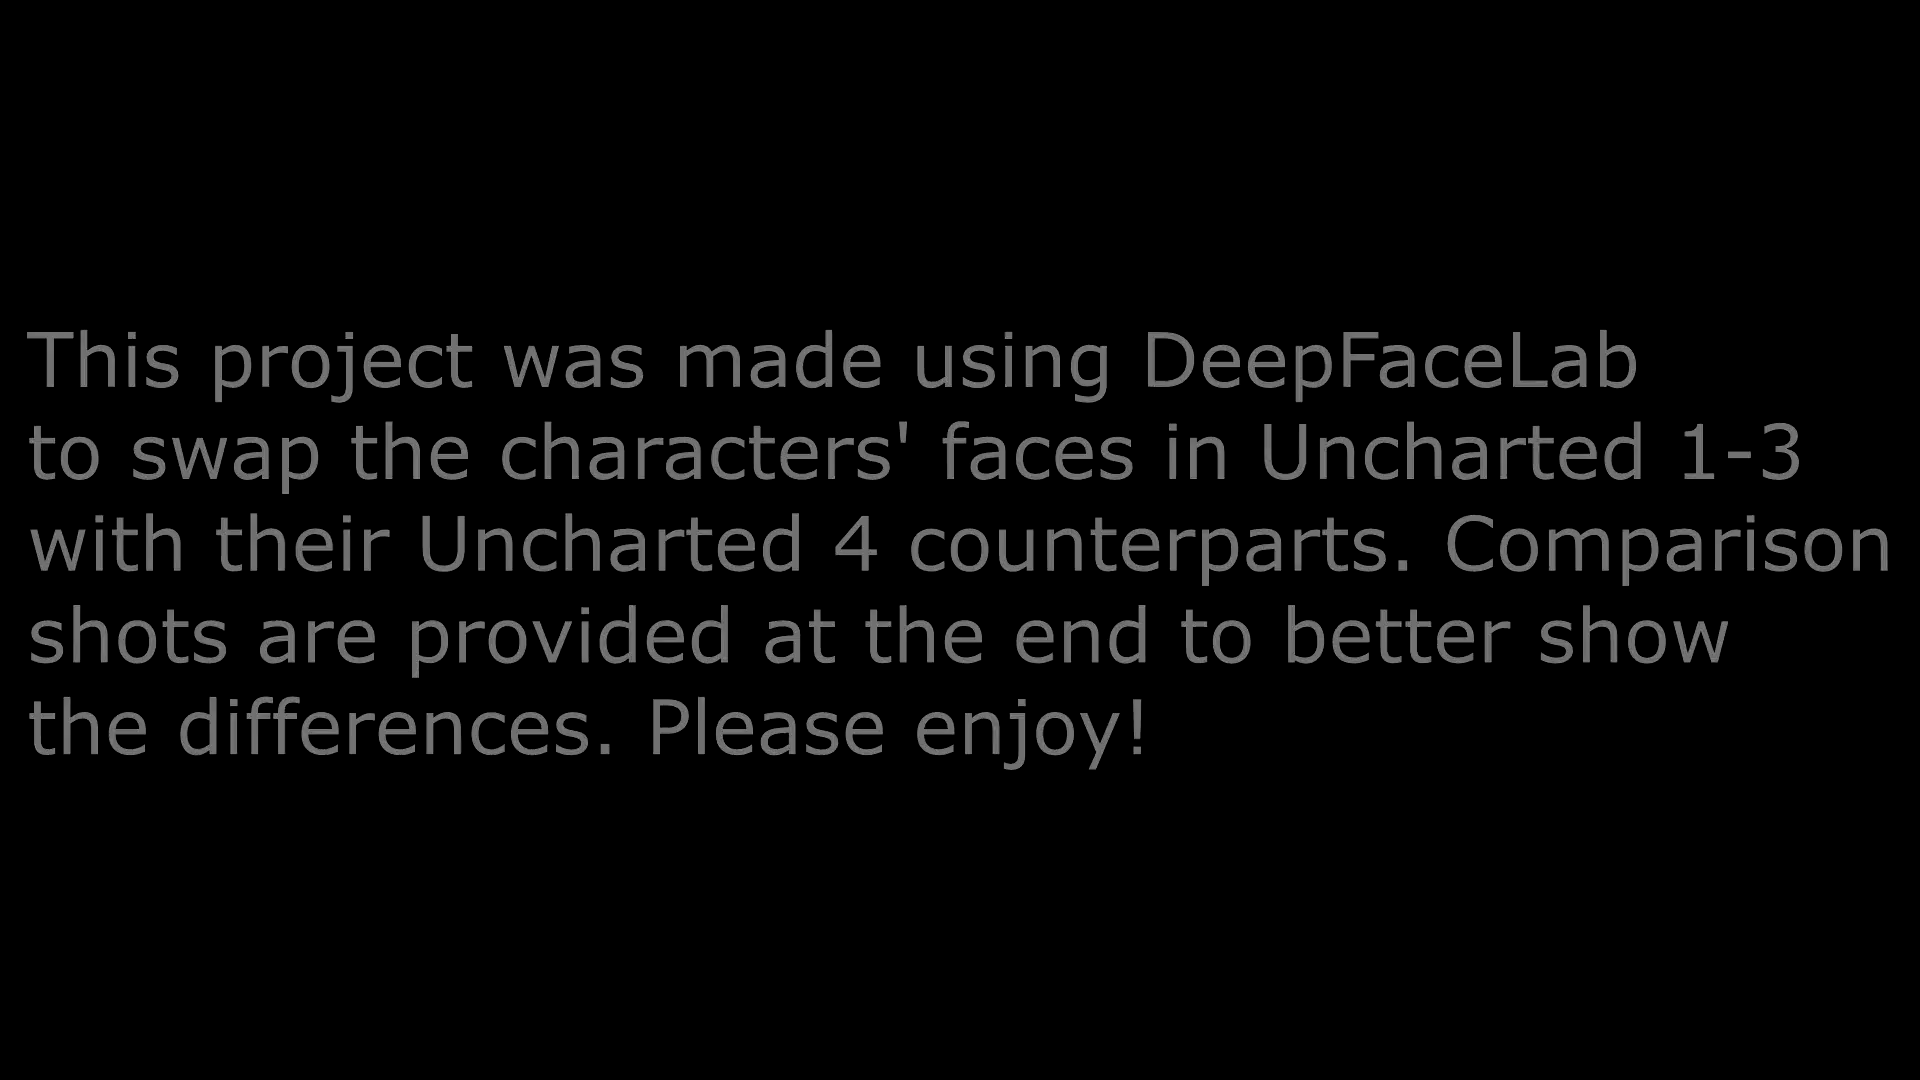 This project was made using DeepFaceLab
to swap the characters' faces in Uncharted 1-3
with their Uncharted 4 counterparts. Comparison
shots are provided at the end to better show
the differences. Please enjoy!